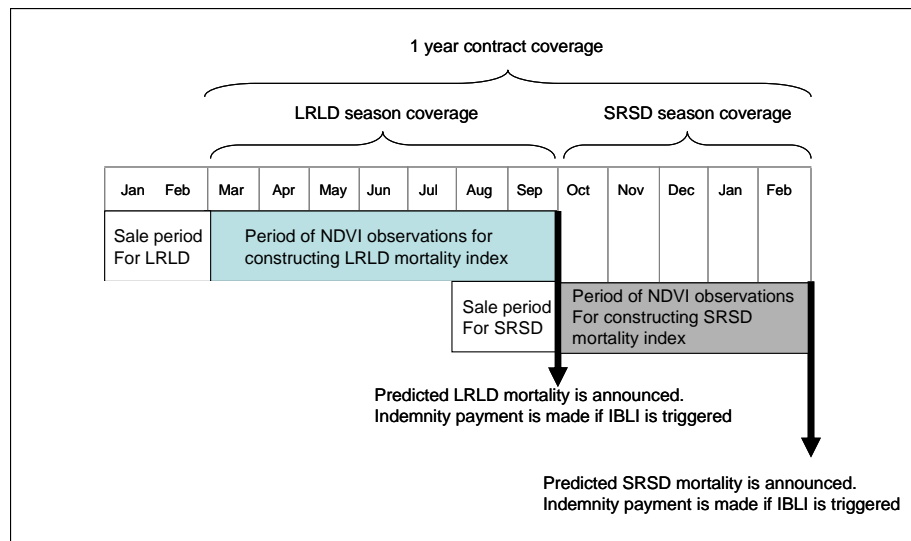 1 year contract coverage
LRLD season coverage
SRSD season coverage
Jan Feb Mar Apr May Jun Jul Aug Sep Oct Nov Dec Jan Feb
Sale period
For LRLD
Period of NDVI observations for
constructing LRLD mortality index
Sale period
For SRSD
Period of NDVI observations
For constructing SRSD
mortality index
Predicted LRLD mortality is announced.
Indemnity payment is made if IBLI is triggered
Predicted SRSD mortality is announced.
Indemnity payment is made if IBLI is triggered